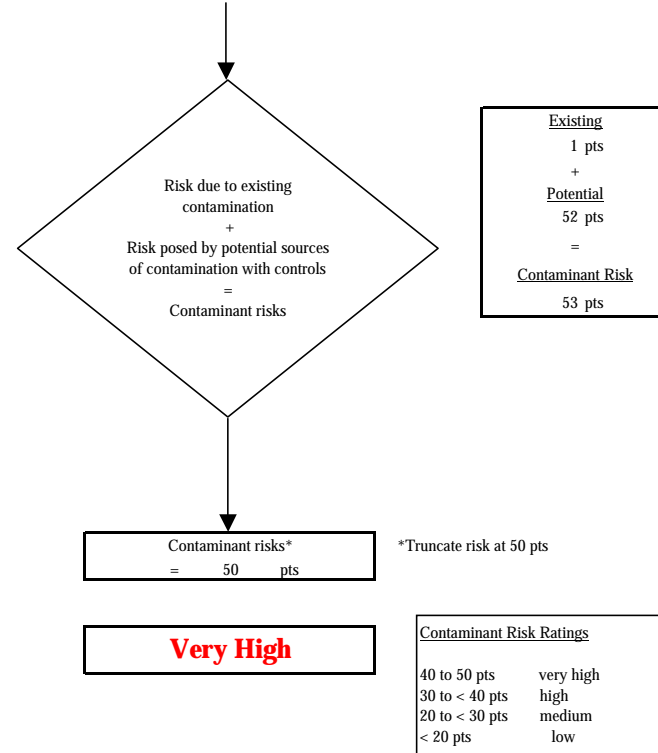 Risk due to existing
contamination
+
Risk posed by potential sources
of contamination with controls
=
Contaminant risks
Existing
1 pts
+
Potential
52 pts
=
Contaminant Risk
53 pts
Contaminant risks*
= 50 pts
*Truncate risk at 50 pts
Very High
Contaminant Risk Ratings
40 to 50 pts very high
30 to < 40 pts high
20 to < 30 pts medium
< 20 pts low